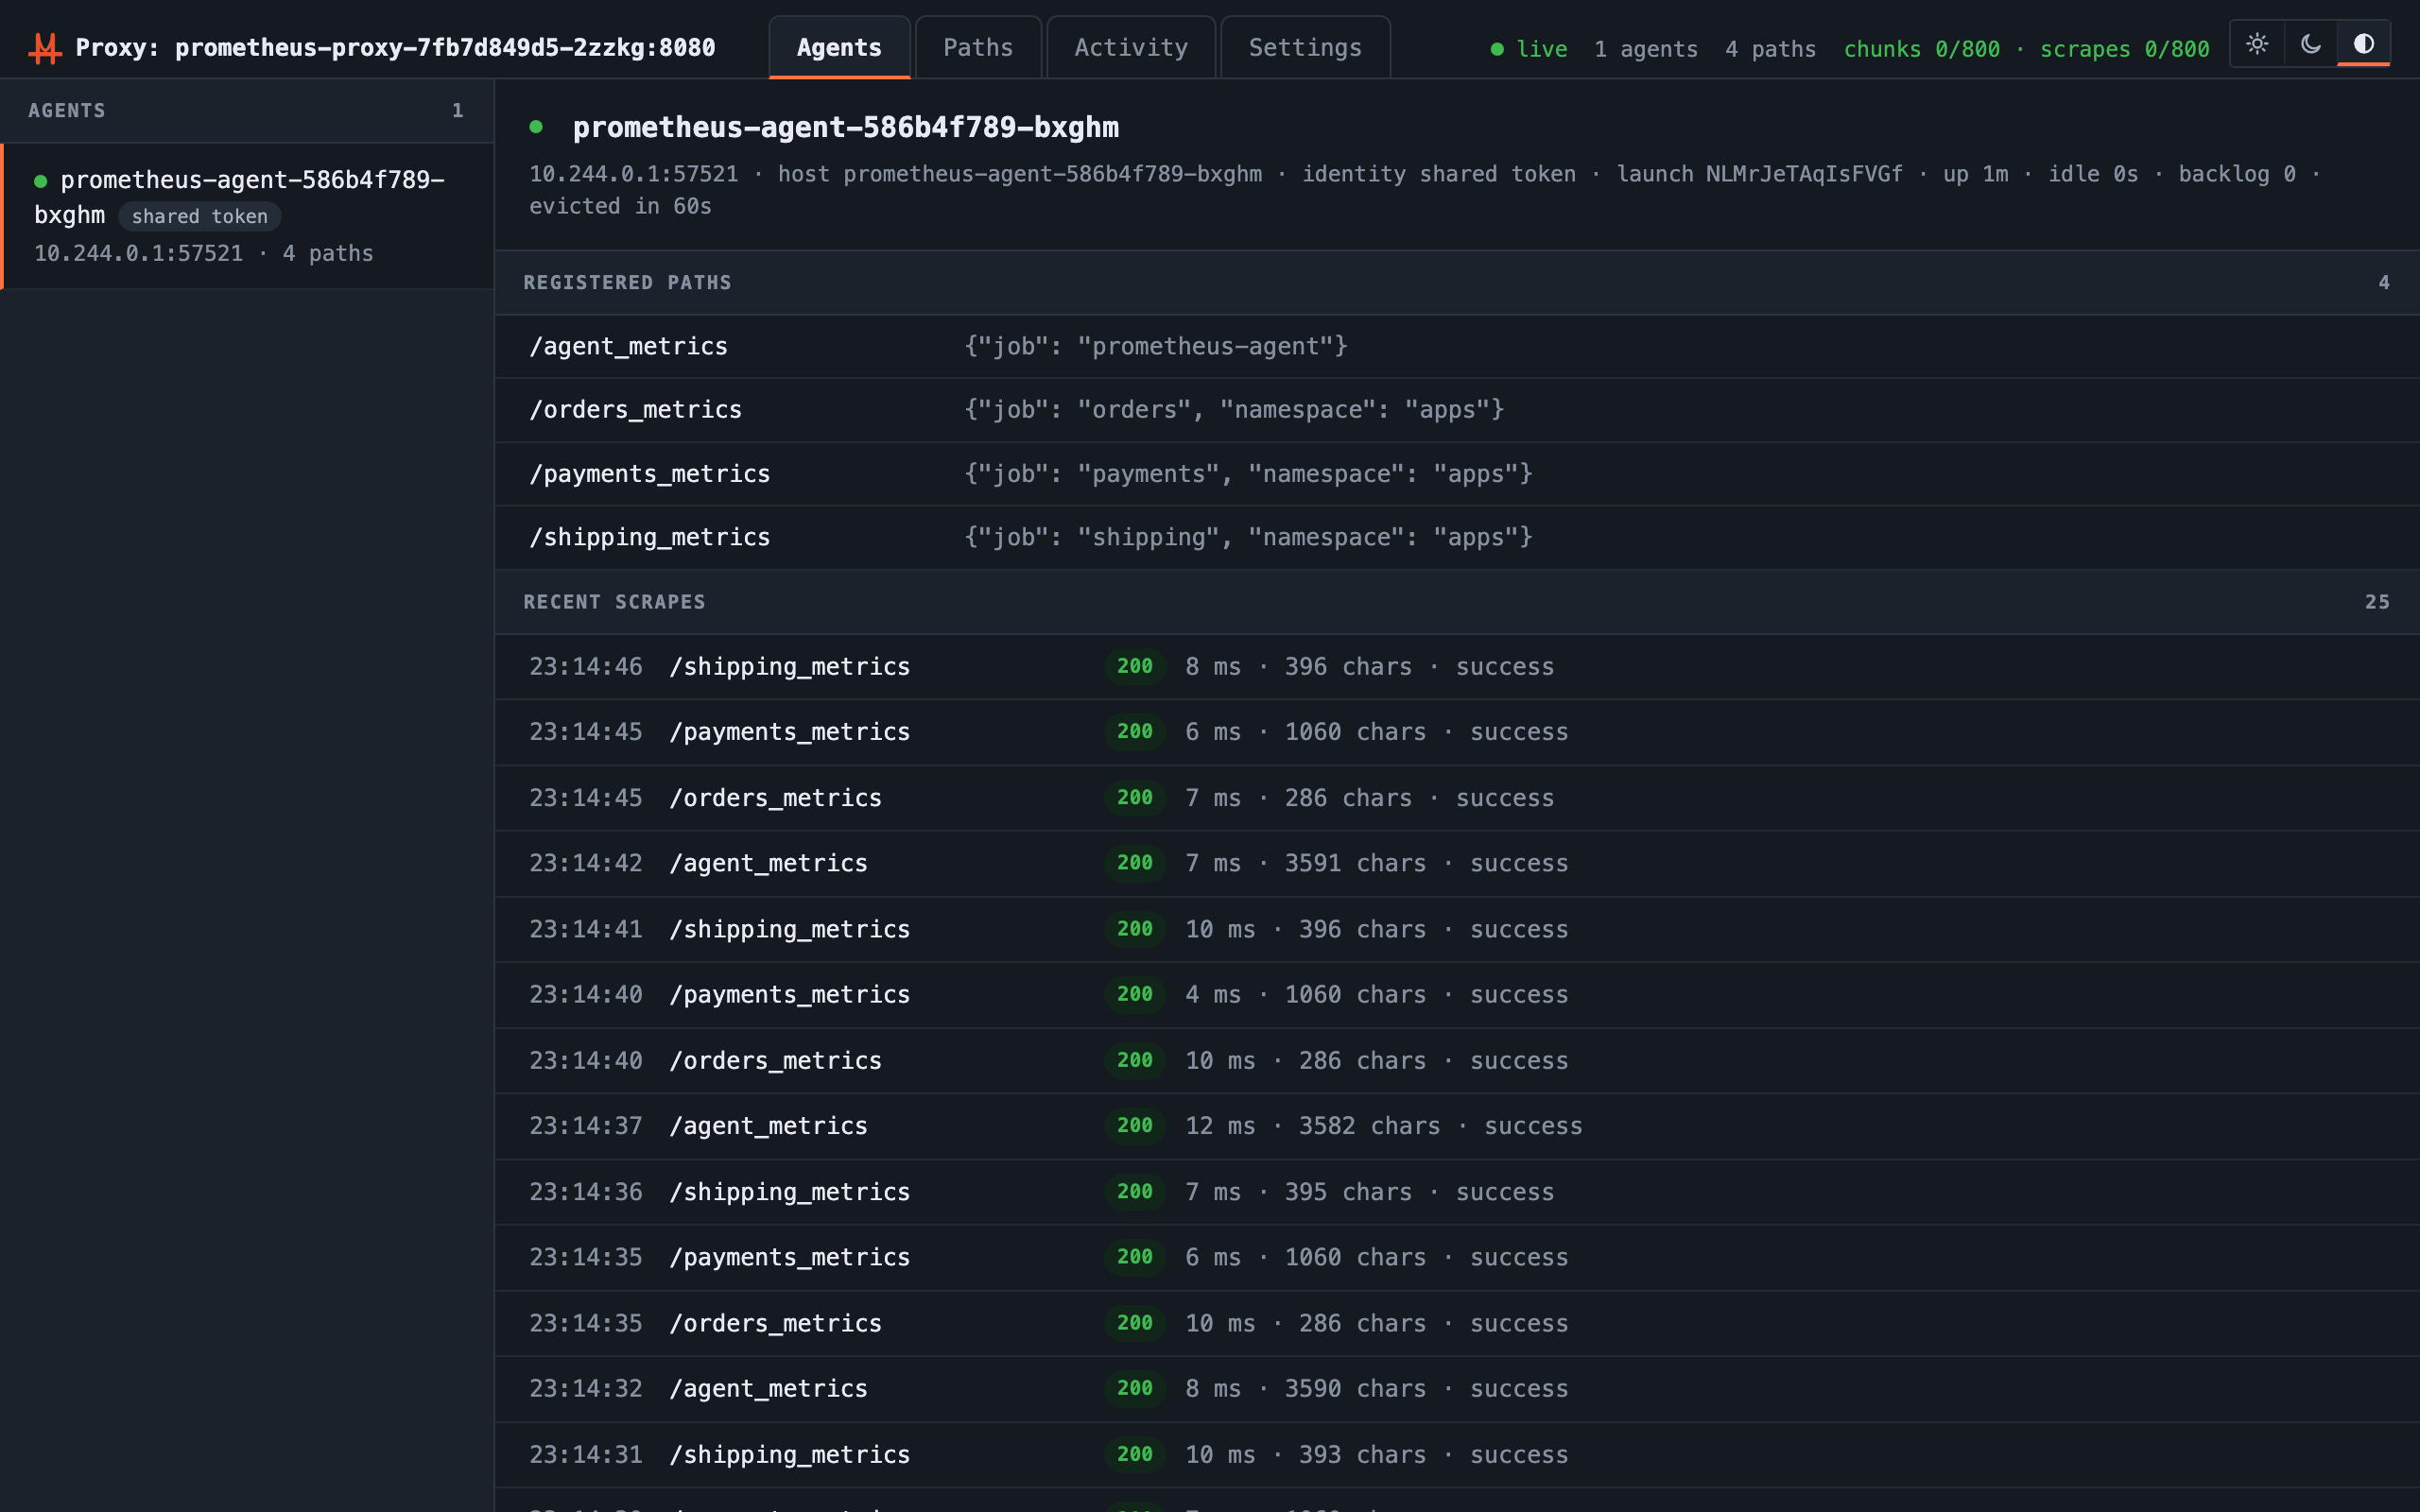 Proxy: prometheus-proxy-7fb7d849d5-2zzkg:8080 Agents Paths Activity Settings live 1 agents 4 paths chunks 0/800 · scrapes 0/800
AGENTS 1
prometheus-agent-586b4f789-
bxghm shared token
10.244.0.1:57521 · 4 paths
prometheus-agent-586b4f789-bxghm
10.244.0.1:57521 · host prometheus-agent-586b4f789-bxghm · identity shared token · launch NLMrJeTAqIsFVGf · up 1m · idle 0s · backlog 0 ·
evicted in 60s
REGISTERED PATHS 4
/agent_metrics {"job": "prometheus-agent"}
/orders_metrics {"job": "orders", "namespace": "apps"}
/payments_metrics {"job": "payments", "namespace": "apps"}
/shipping_metrics {"job": "shipping", "namespace": "apps"}
RECENT SCRAPES 25
23:14:46 /shipping_metrics 200 8 ms · 396 chars · success
23:14:45 /payments_metrics 200 6 ms · 1060 chars · success
23:14:45 /orders_metrics 200 7 ms · 286 chars · success
23:14:42 /agent_metrics 200 7 ms · 3591 chars · success
23:14:41 /shipping_metrics 200 10 ms · 396 chars · success
23:14:40 /payments_metrics 200 4 ms · 1060 chars · success
23:14:40 /orders_metrics 200 10 ms · 286 chars · success
23:14:37 /agent_metrics 200 12 ms · 3582 chars · success
23:14:36 /shipping_metrics 200 7 ms · 395 chars · success
23:14:35 /payments_metrics 200 6 ms · 1060 chars · success
23:14:35 /orders_metrics 200 10 ms · 286 chars · success
23:14:32 /agent_metrics 200 8 ms · 3590 chars · success
23:14:31 /shipping_metrics 200 10 ms · 393 chars · success